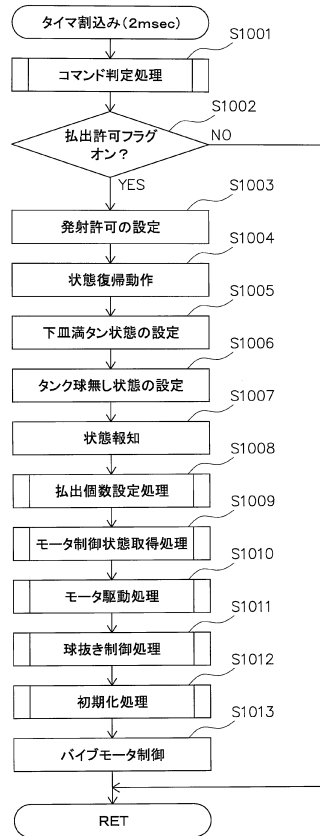 タイマ割込み(2msec)
S1001
コマンド判定処理
S1002
払出許可フラグ
オン?
NO
YES
S1003
発射許可の設定
S1004
状態復帰動作
S1005
下皿満タン状態の設定
S1006
タンク球無し状態の設定
S1007
状態報知
S1008
払出個数設定処理
S1009
モータ制御状態取得処理
S1010
モータ駆動処理
S1011
球抜き制御処理
S1012
初期化処理
S1013
バイブモータ制御
RET